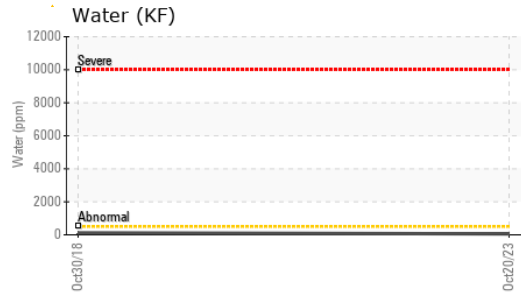 Water (KF)
12000
Severe
10000
8000
6000
4000
2000
Abnormal
0
Water (ppm)
Oct30/18
Oct20/23